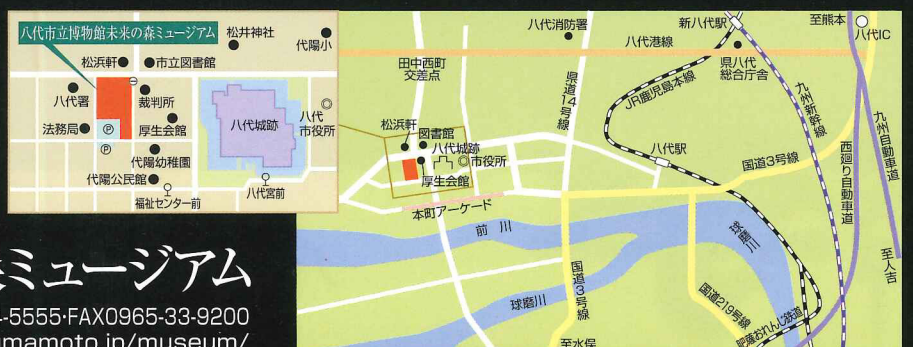 八代市立博物館未来の森ミュージアム
松井神社
代陽小
松浜軒
市立図書館
八代署
裁判所
法務局
P
厚生会館
P
八代幼稚園
代陽公民館
福祉センター前
八代城跡
八代
市役所
八代宮前
八代消防署
新八代駅
至熊本
八代IC
八代港線
田中西町
交差点
県道14号線
JR鹿児島本線
県八代
総合庁舎
九州新幹線
西廻り自動車道
九州自動車道
松浜軒
図書館
八代城跡
市役所
厚生会館
八代駅
国道3号線
本町アーケード
前川
球磨川
球磨川
国道3号線
国道219号線
肥薩おれんじ鉄道
至人吉
至水俣
ミュージアム
-5555・FAX0965-33-9200
umamoto.jp/museum/